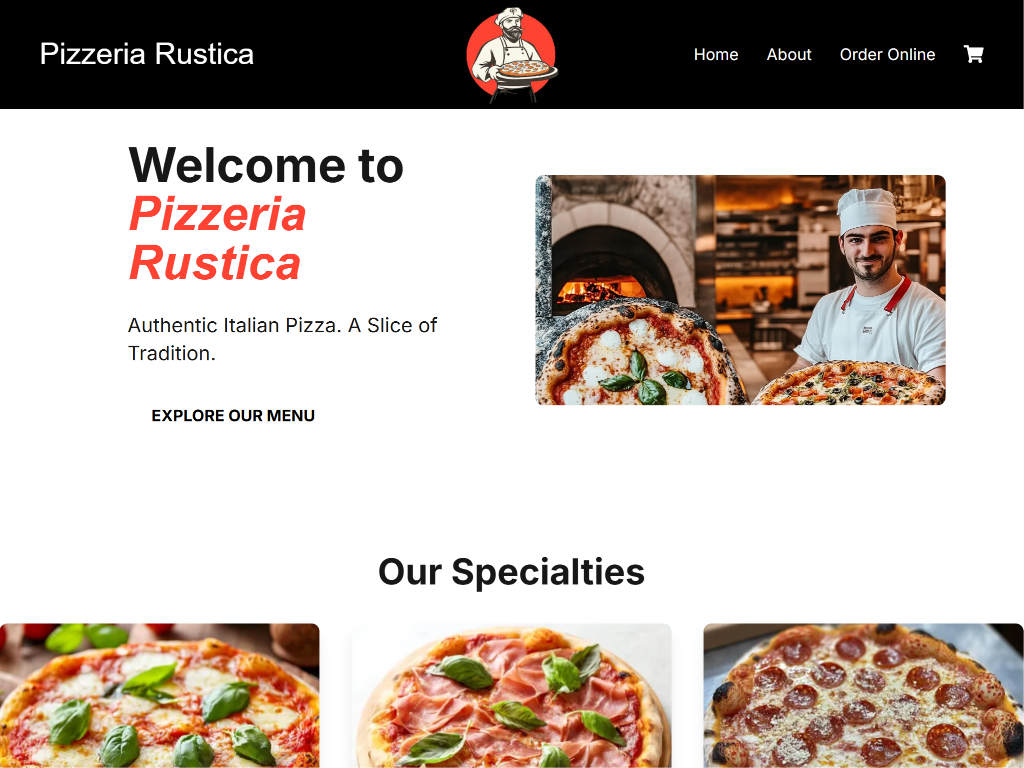 Pizzeria Rustica
Home About Order Online
Welcome to
Pizzeria
Rustica
Authentic Italian Pizza. A Slice of
Tradition.
EXPLORE OUR MENU
Our Specialties